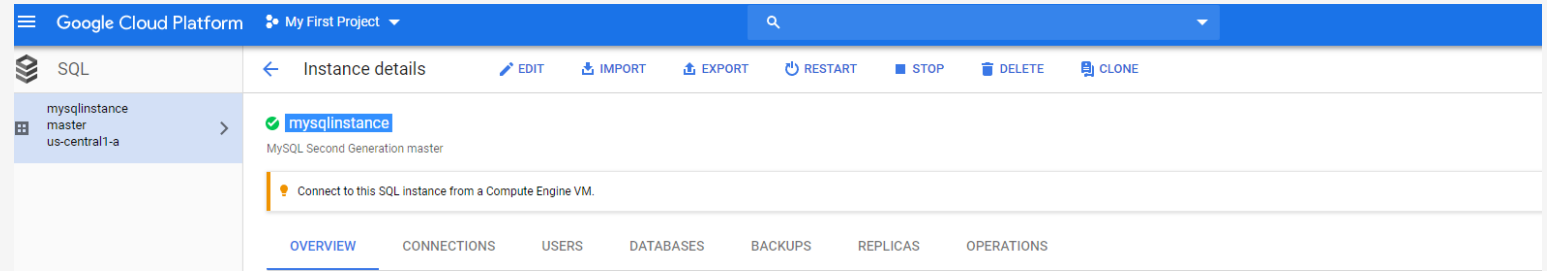 Google Cloud Platform My First Project
SQL
Instance details EDIT IMPORT EXPORT RESTART STOP DELETE CLONE
mysqlinstance
master
us-central1-a
mysqlinstance
MySQL Second Generation master
Connect to this SQL instance from a Compute Engine VM.
OVERVIEW CONNECTIONS USERS DATABASES BACKUPS REPLICAS OPERATIONS